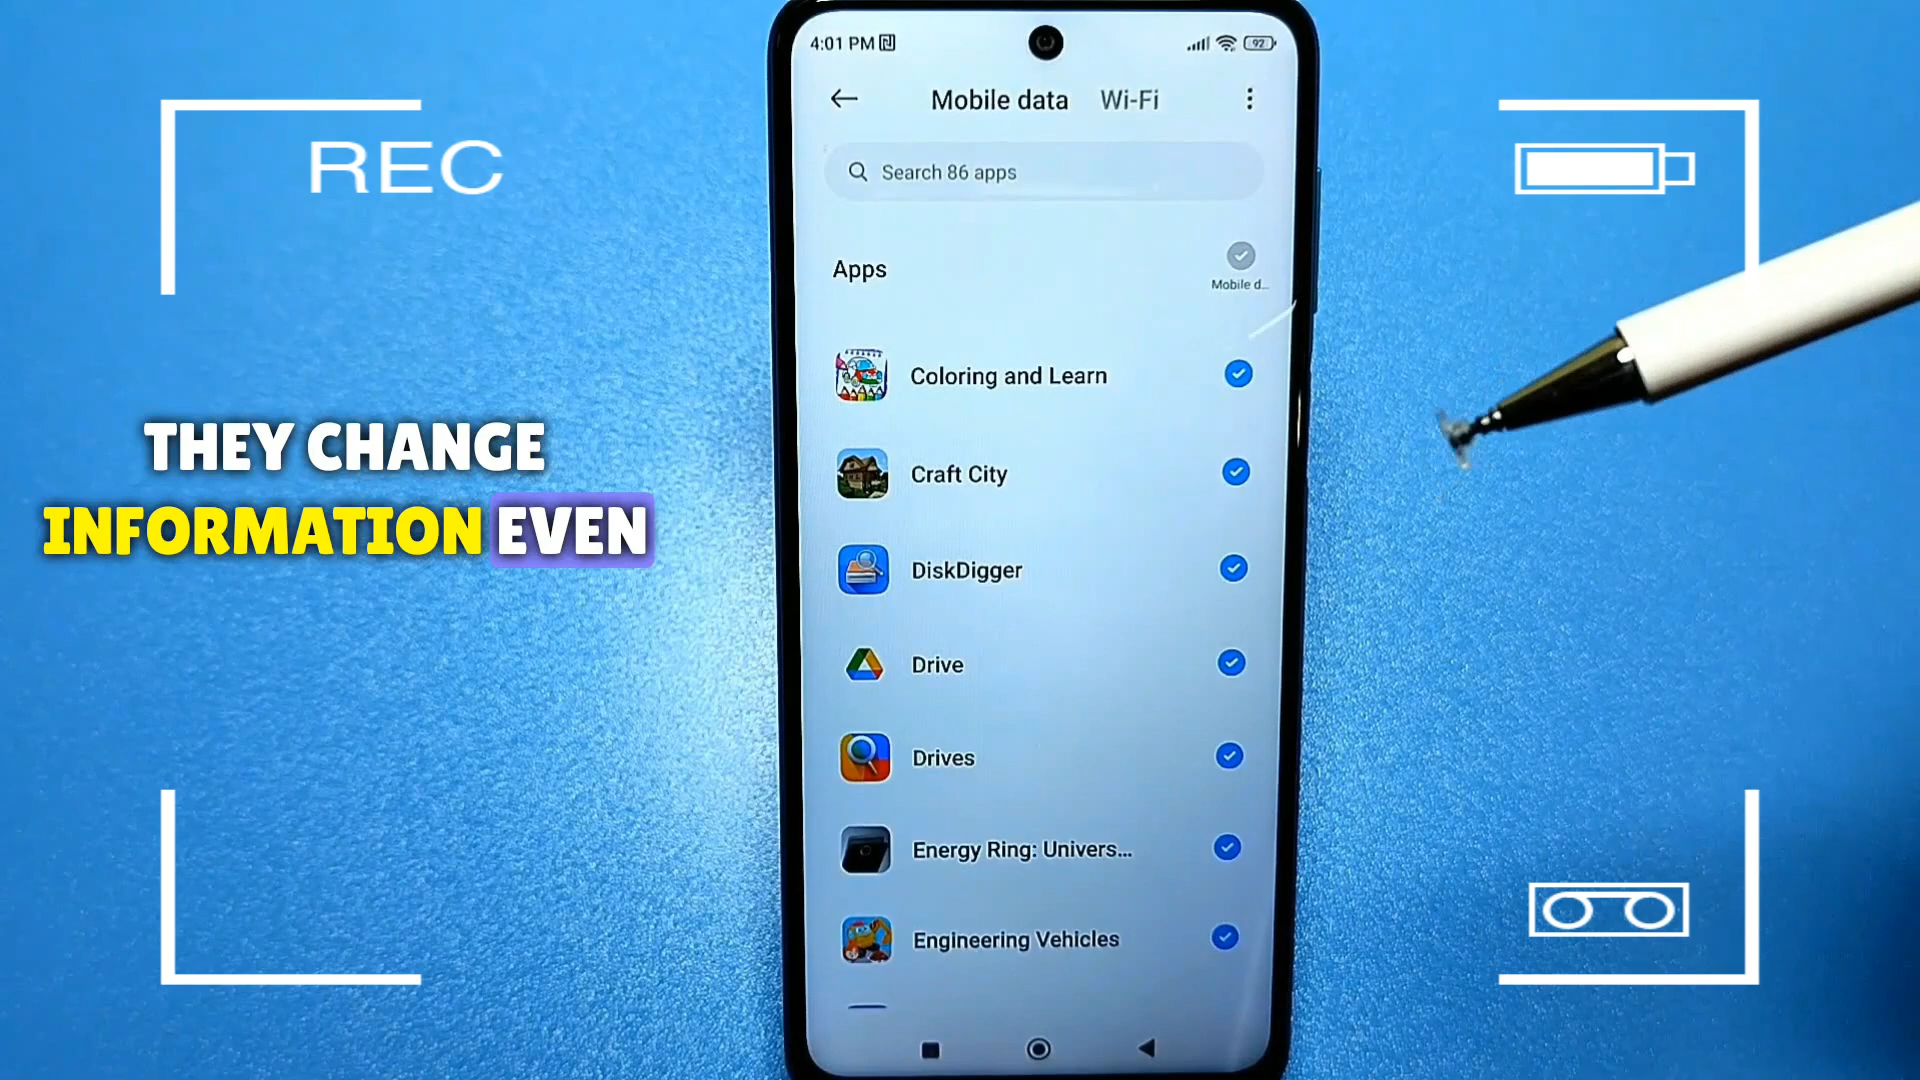 REC
THEY CHANGE
INFORMATION EVEN
4:01 PM
92
Mobile data Wi-Fi
Search 86 apps
Apps
Mobile d...
Coloring and Learn
Craft City
DiskDigger
Drive
Drives
Energy Ring: Univers...
Engineering Vehicles